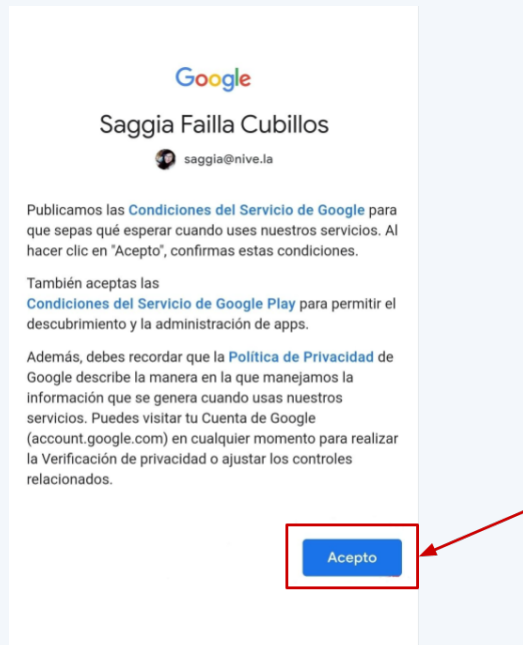 Google
Saggia Failla Cubillos
saggia@nive.la
Publicamos las Condiciones del Servicio de Google para
que sepas qué esperar cuando uses nuestros servicios. Al
hacer clic en "Acepto", confirmas estas condiciones.
También aceptas las
Condiciones del Servicio de Google Play para permitir el
descubrimiento y la administración de apps.
Además, debes recordar que la Política de Privacidad de
Google describe la manera en la que manejamos la
información que se genera cuando usas nuestros
servicios. Puedes visitar tu Cuenta de Google
(account.google.com) en cualquier momento para realizar
la Verificación de privacidad o ajustar los controles
relacionados.
Acepto